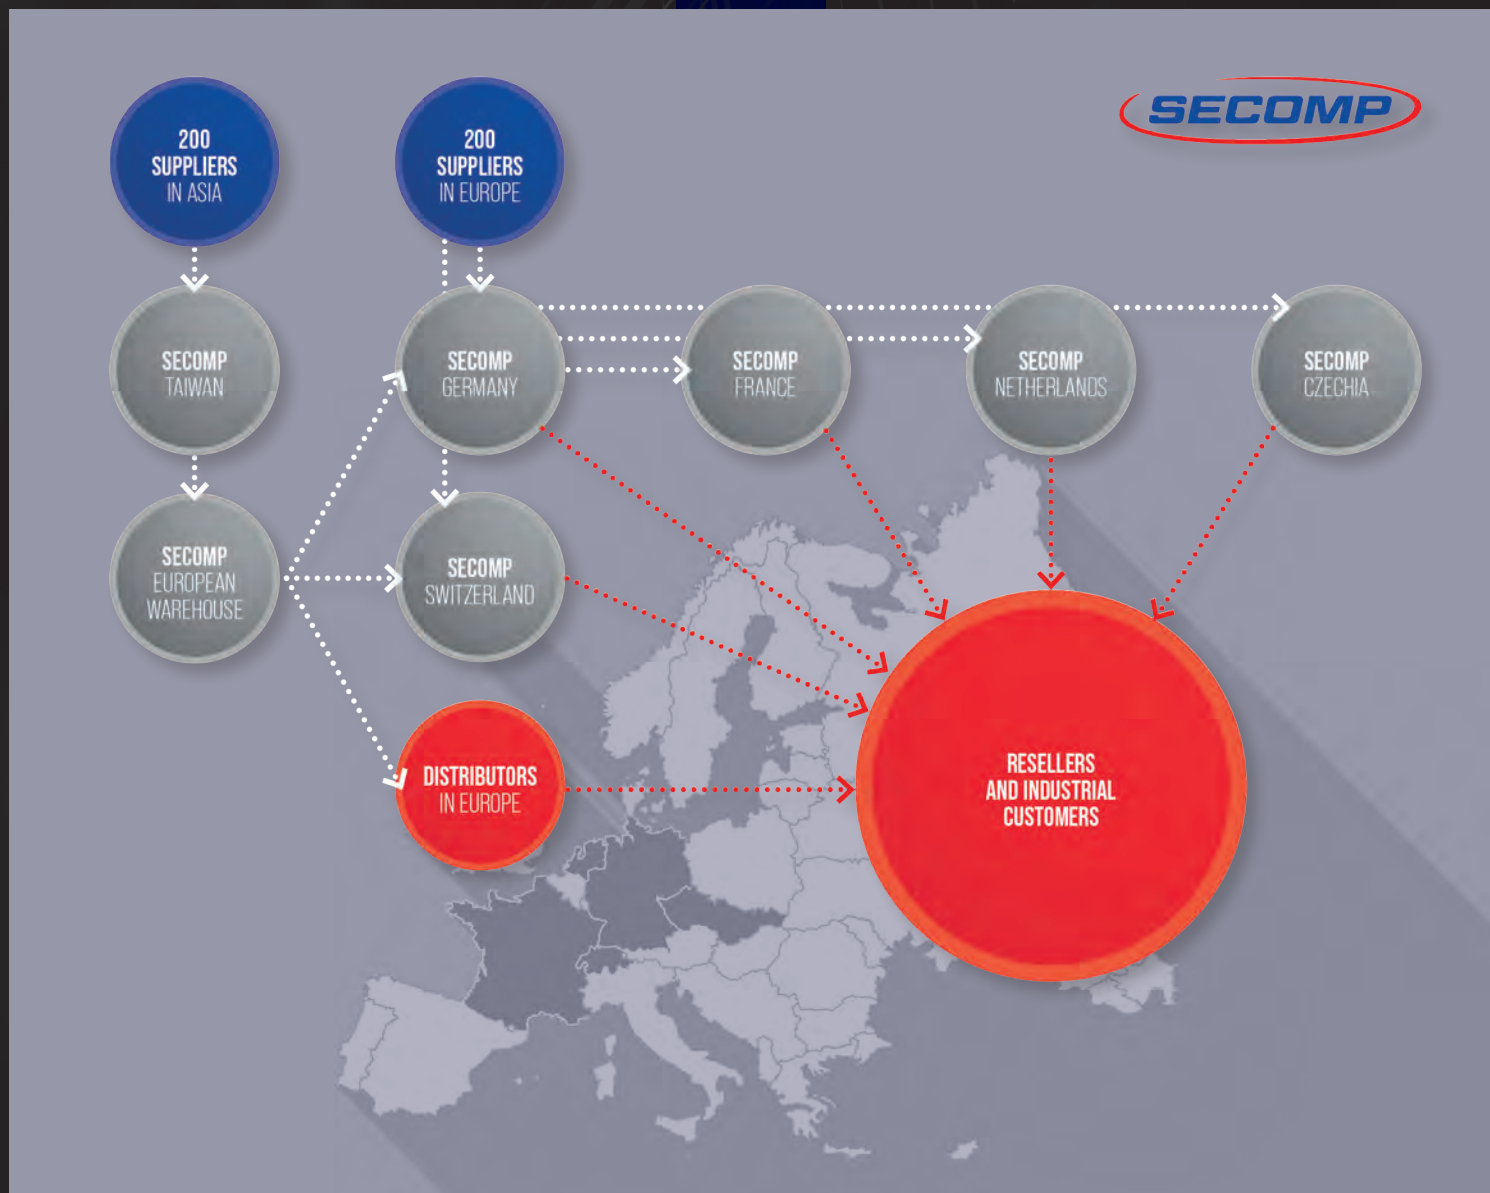 200
SUPPLIERS
IN ASIA
200
SUPPLIERS
IN EUROPE
SECOMP
SECOMP
TAIWAN
SECOMP
GERMANY
SECOMP
FRANCE
SECOMP
NETHERLANDS
SECOMP
CZECHIA
SECOMP
EUROPEAN
WAREHOUSE
SECOMP
SWITZERLAND
DISTRIBUTORS
IN EUROPE
RESELLERS
AND INDUSTRIAL
CUSTOMERS